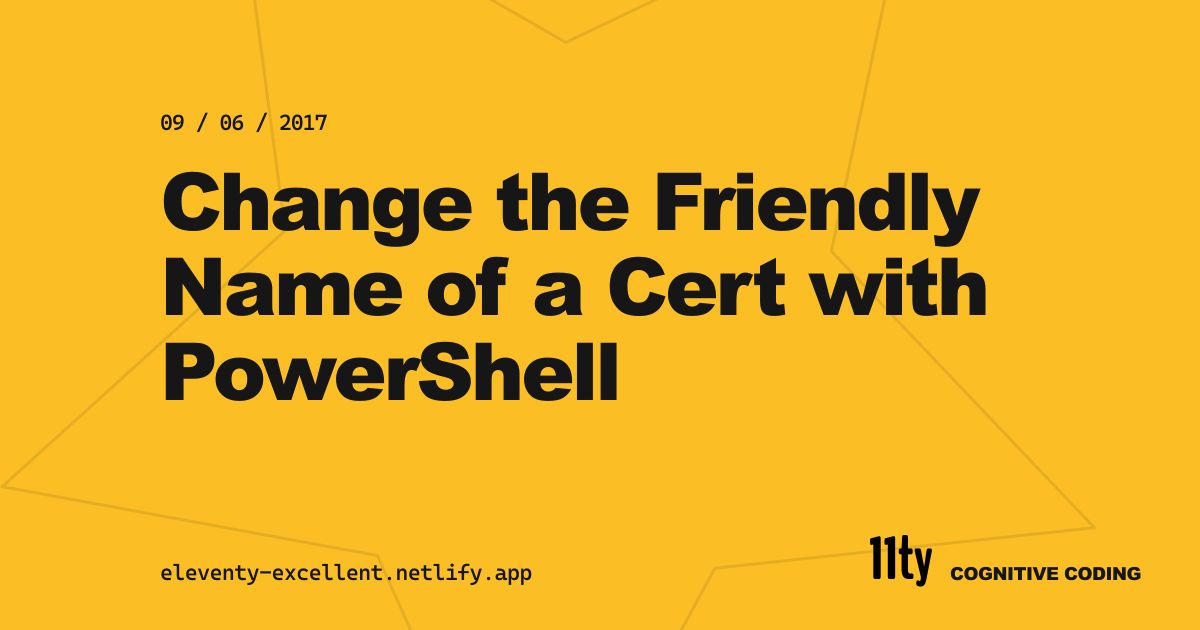 09 / 06 / 2017
Change the Friendly
Name of a Cert with
PowerShell
eleventy-excellent.netlify.app
11ty COGNITIVE CODING